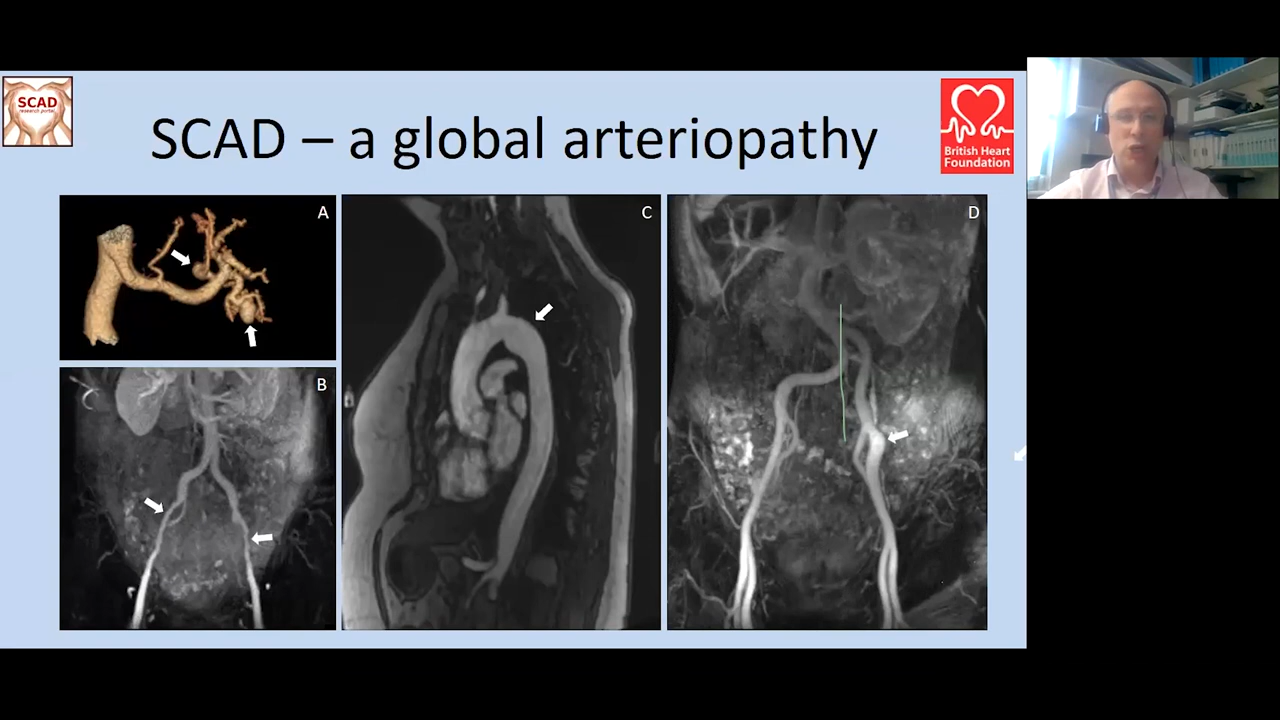 SCAD
research portal
SCAD – a global arteriopathy
British Heart
Foundation
A
B
C
D